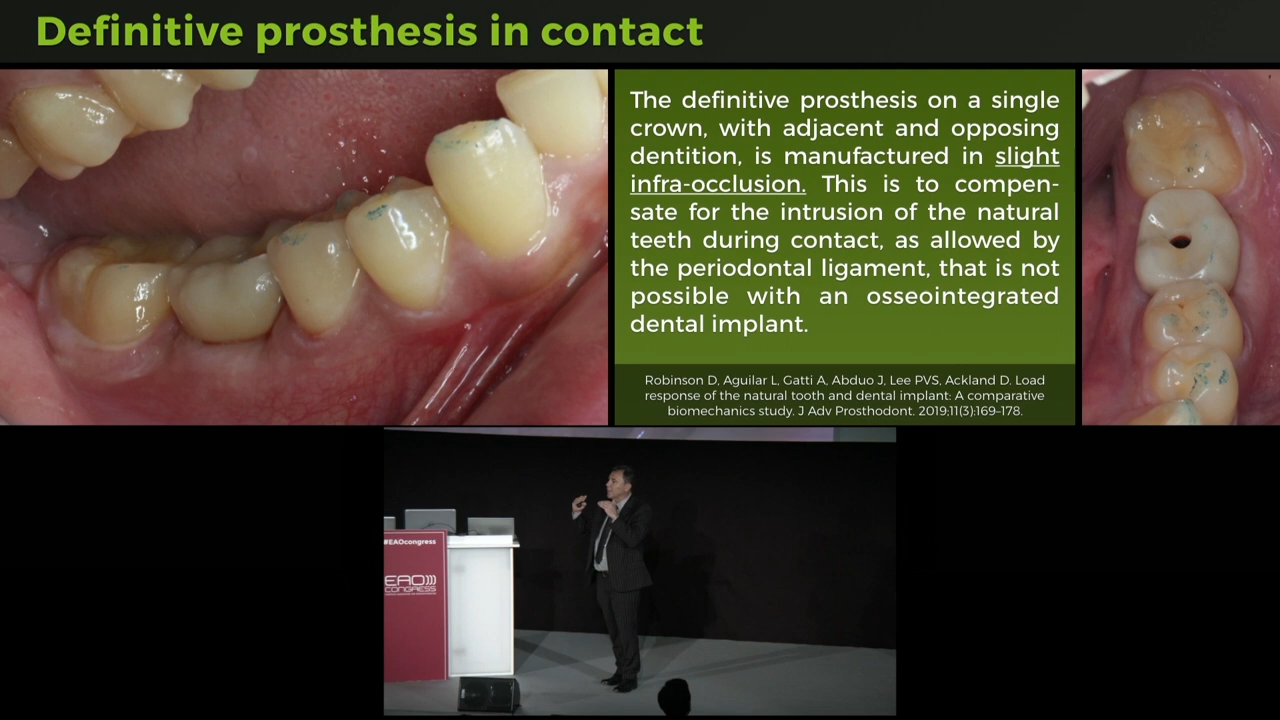 Definitive prosthesis in contact
The definitive prosthesis on a single
crown, with adjacent and opposing
dentition, is manufactured in slight
infra-occlusion. This is to compen-
sate for the intrusion of the natural
teeth during contact, as allowed by
the periodontal ligament, that is not
possible with an osseointegrated
dental implant.
Robinson D, Aguilar L, Gatti A, Abduo J, Lee PVS, Ackland D. Load
response of the natural tooth and dental implant: A comparative
biomechanics study. J Adv Prosthodont. 2019;11(3):169–178.
#EAOcongress
EAO
CONGRESS